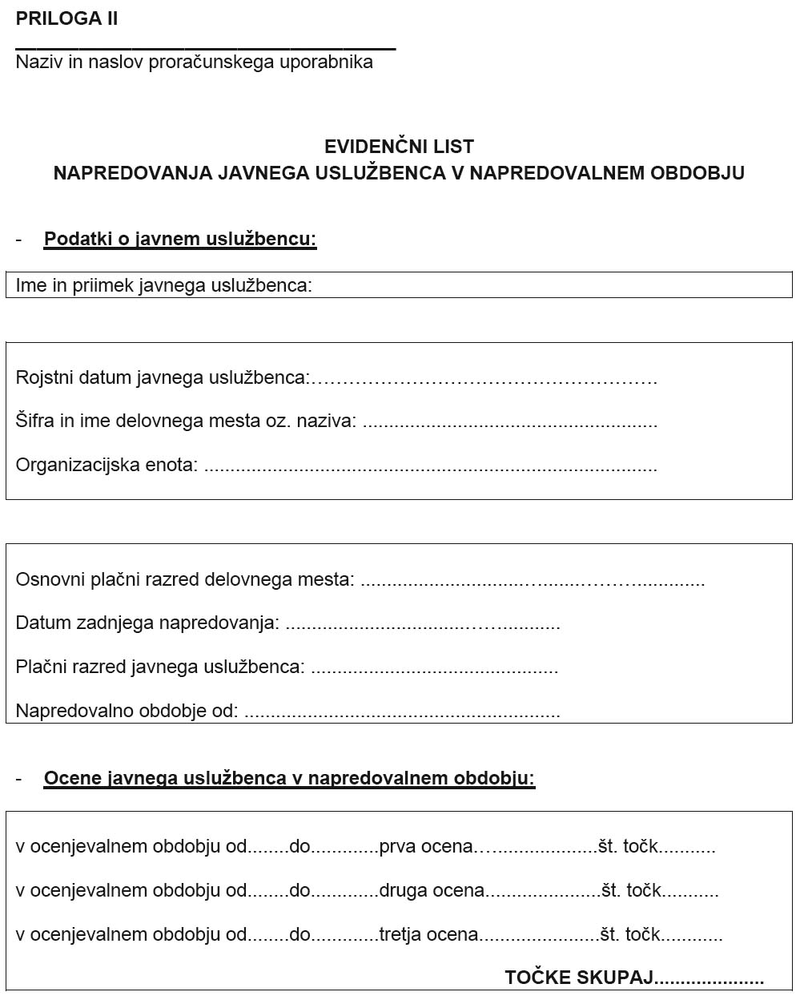 PRILOGA II
____________________________________
Naziv in naslov proračunskega uporabnika
EVIDENČNI LIST
NAPREDOVANJA JAVNEGA USLUŽBENCA V NAPREDOVALNEM OBDOBJU
- Podatki o javnem uslužbencu:
Ime in priimek javnega uslužbenca:
Rojstni datum javnega uslužbenca:……………………………………………….
Šifra in ime delovnega mesta oz. naziva: ........................................................
Organizacijska enota: ......................................................................................
Osnovni plačni razred delovnega mesta: ...............................…........………..............
Datum zadnjega napredovanja: ..................................……............
Plačni razred javnega uslužbenca: ...............................................
Napredovalno obdobje od: ............................................................
- Ocene javnega uslužbenca v napredovalnem obdobju:
v ocenjevalnem obdobju od........do.............prva ocena.…...................št. točk...........
v ocenjevalnem obdobju od........do.............druga ocena......................št. točk...........
v ocenjevalnem obdobju od........do.............tretja ocena.......................št. točk............
TOČKE SKUPAJ.....................